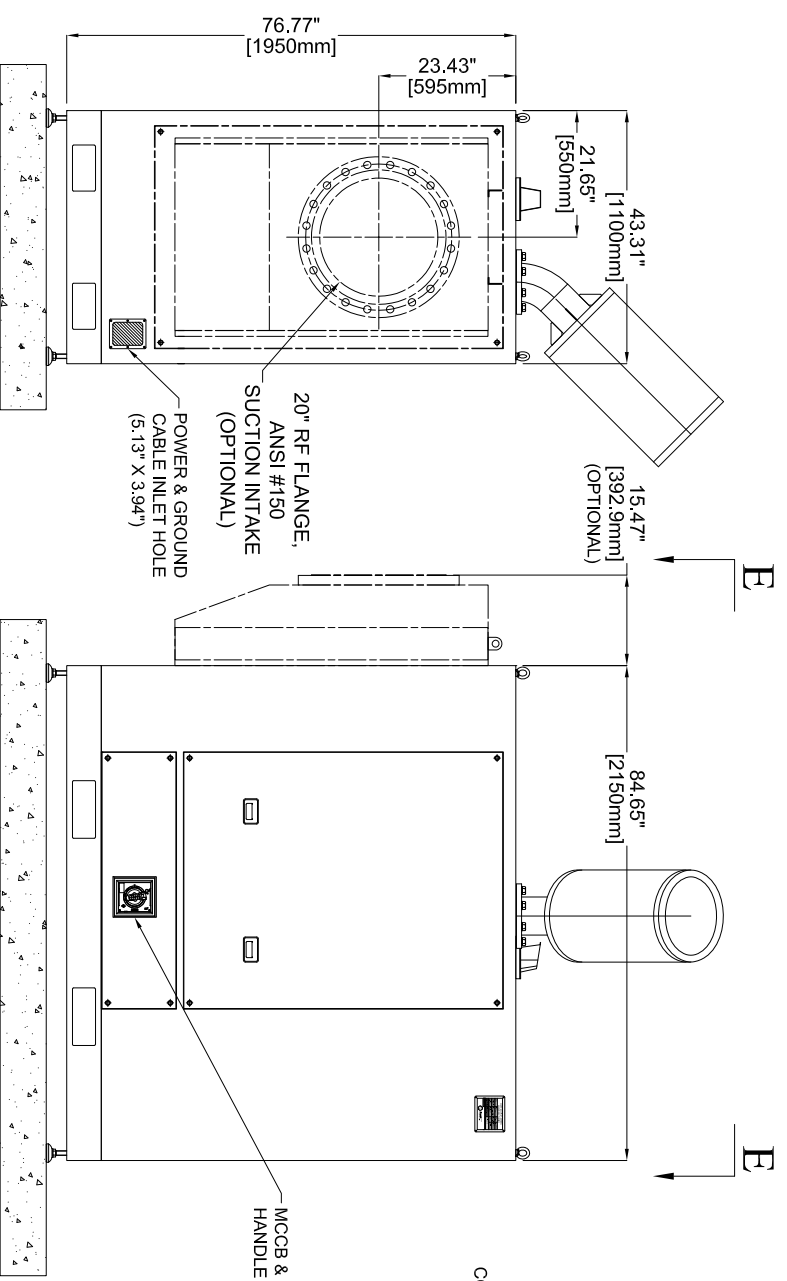 76.77"
[1950mm]
23.43"
[595mm]
21.65"
[550mm]
43.31"
[1100mm]
20" RF FLANGE,
ANSI #150
SUCTION INTAKE
(OPTIONAL)
POWER & GROUND
CABLE INLET HOLE
(5.13" X 3.94")
15.47"
[392.9mm]
(OPTIONAL)
E
84.65"
[2150mm]
E
MCCB &
HANDLE